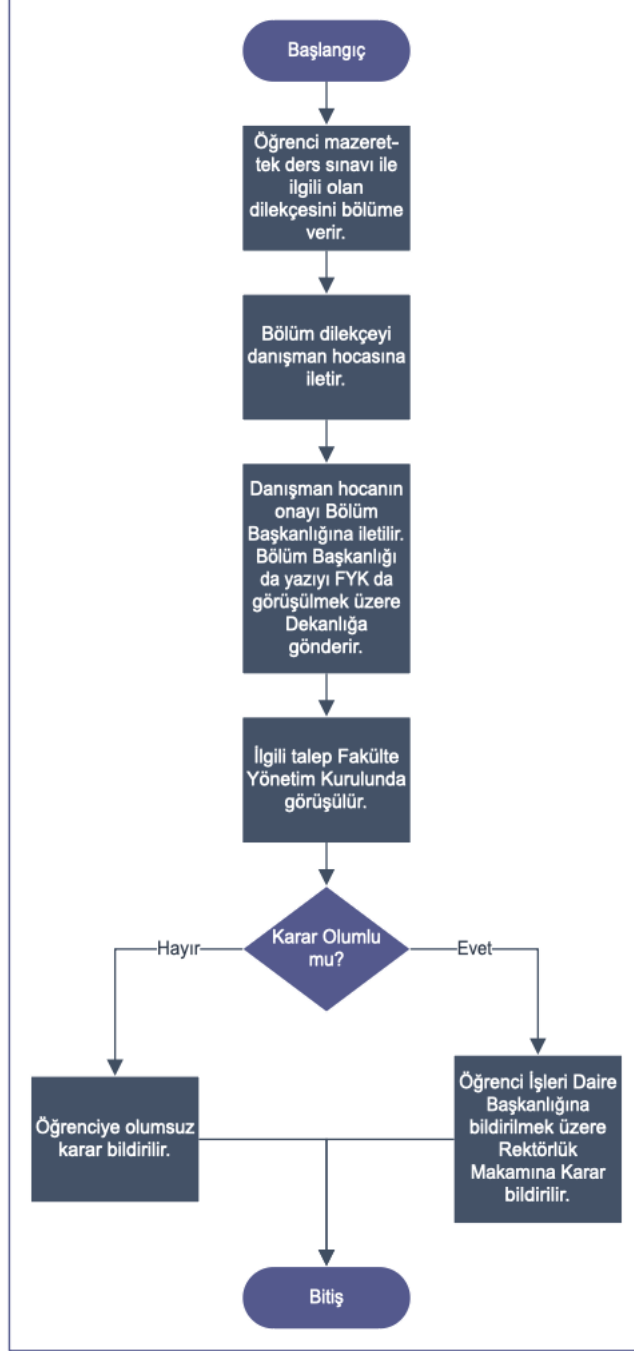 Başlangıç
Öğrenci mazeret-
tek ders sınavı ile
ilgili olan
dilekçesini bölüme
verir.
Bölüm dilekçeyi
danışman hocasına
iletir.
Danışman hocanın
onayı Bölüm
Başkanlığına iletilir.
Bölüm Başkanlığı
da yazıyı FYK da
görüşülmek üzere
Dekanlığa
gönderir.
İlgili talep Fakülte
Yönetim Kurulunda
görüşülür.
Karar Olumlu
mu?
Hayır
Evet
Öğrenciye olumsuz
karar bildirilir.
Öğrenci İşleri Daire
Başkanlığına
bildirilmek üzere
Rektörlük
Makamına Karar
bildirilir.
Bitiş